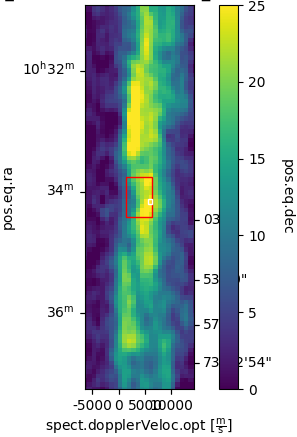 25
20
15
10
5
0
10h32m
34m
36m
pos.eq.ra
pos.eq.dec
03
53 0"
57
73 2'54"
-5000 0 5000 10000
spect.dopplerVeloc.opt [m/s]